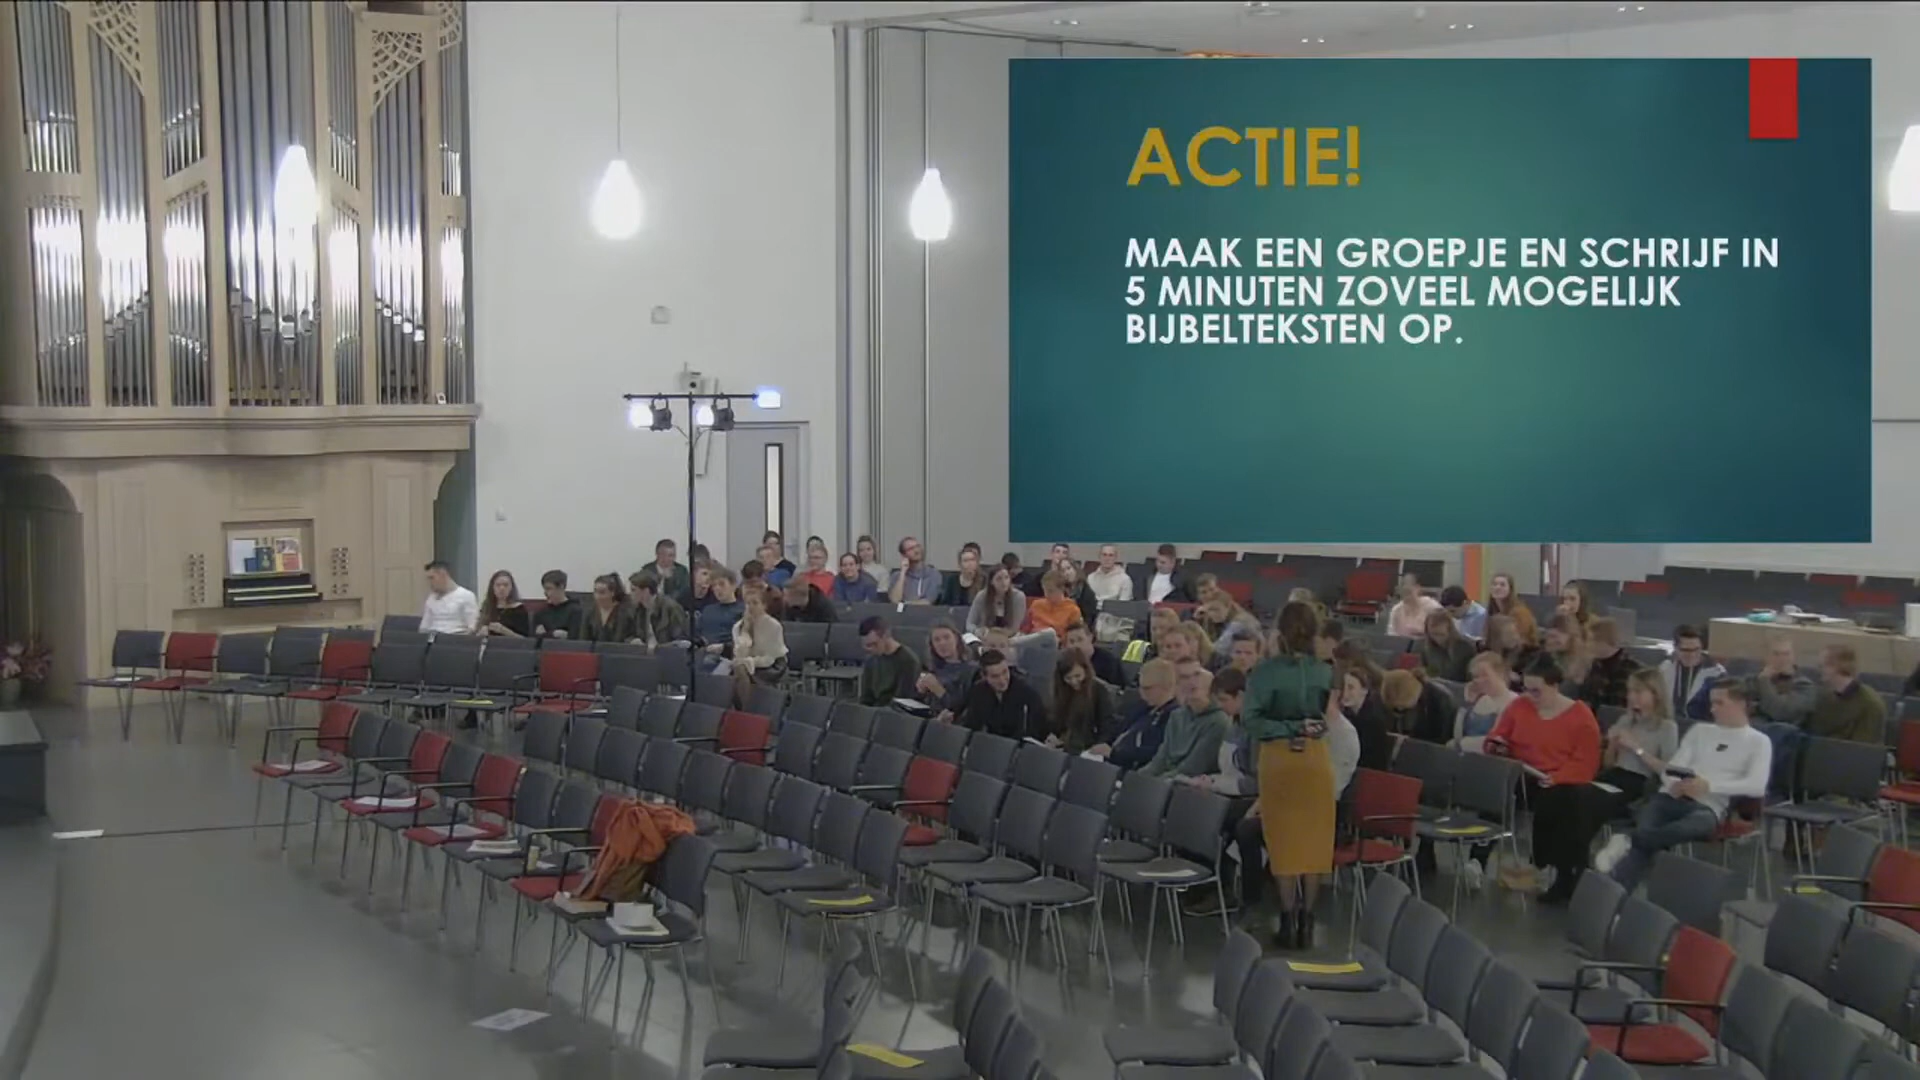 ACTIE!
MAAK EEN GROEPJE EN SCHRIJF IN
5 MINUTEN ZOVEEL MOGELIJK
BIJBELTEKSTEN OP.